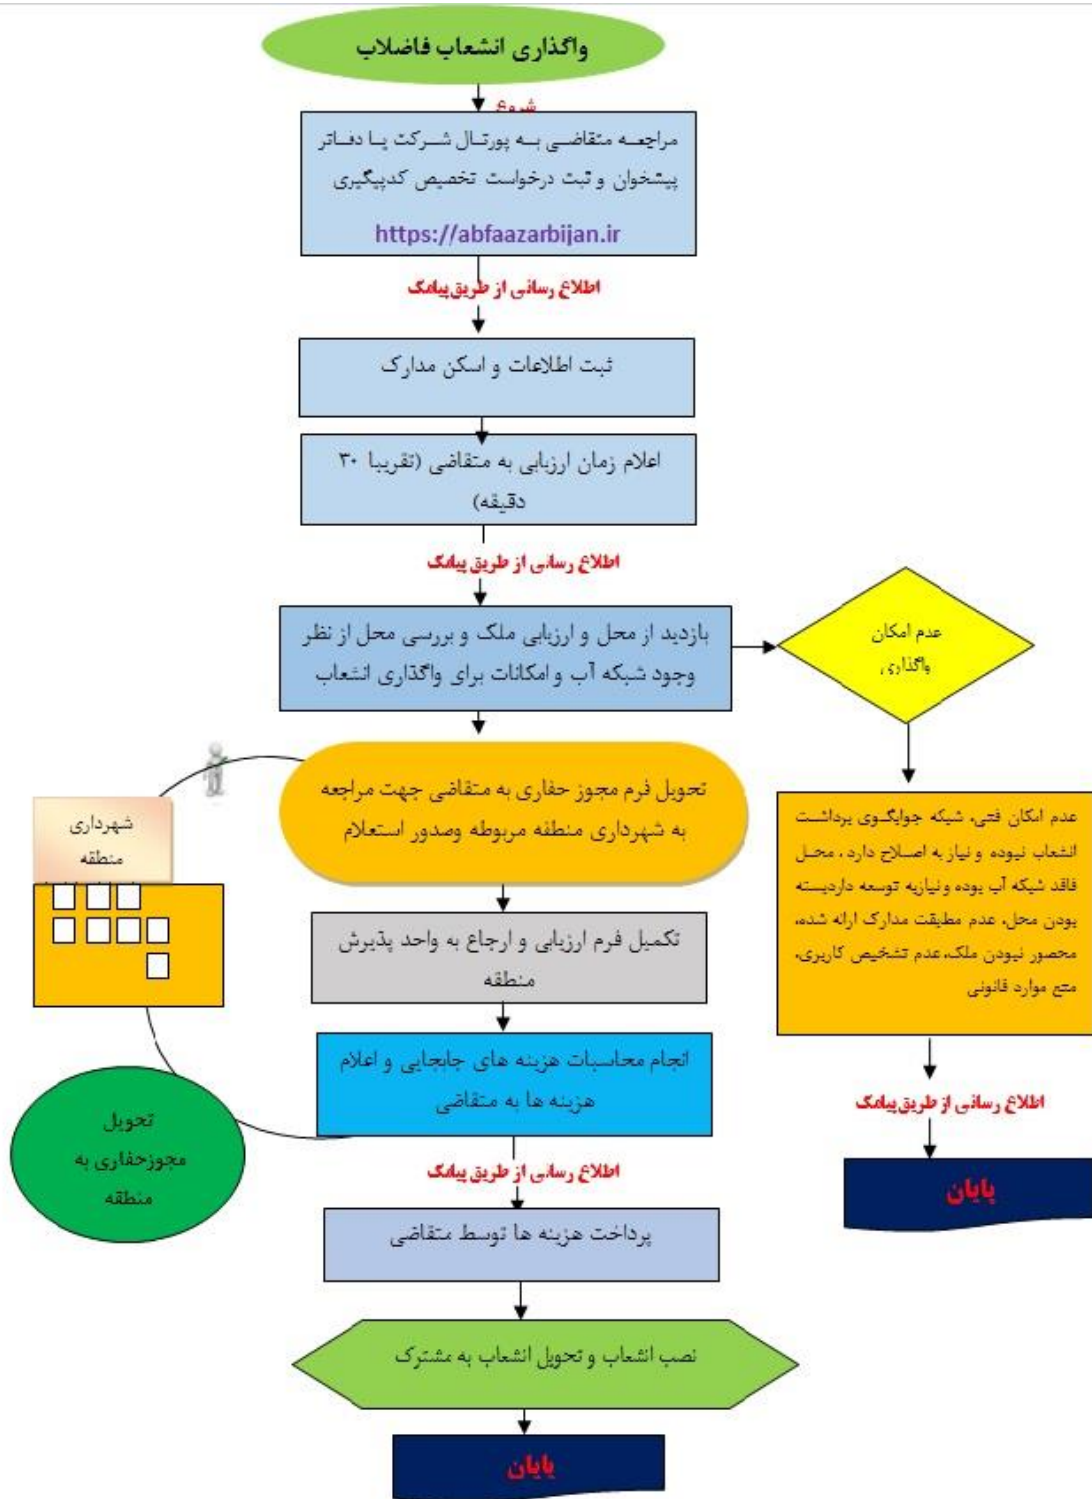 واگذاری انشعاب فاضلاب
شروع
مراجعه متقاضی به پورتال شرکت یا دفاتر
پیشخوان و ثبت درخواست تخصیص کدپیگیری
https://abfaazarbijan.ir
اطلاع رسانی از طریق پیامک
ثبت اطلاعات و اسکن مدارک
اعلام زمان ارزیابی به متقاضی (تقریبا ۳۰
دقیقه)
اطلاع رسانی از طریق پیامک
بازدید از محل و ارزیابی ملک و بررسی محل از نظر
وجود شبکه آب و امکانات برای واگذاری انشعاب
عدم امکان
واگذاری
تحویل فرم مجوز حفاری به متقاضی جهت مراجعه
به شهرداری منطقه مربوطه وصدور استعلام
شهرداری
منطقه
عدم امکان فنی، شبکه جوابگوی برداشت
انشعاب نبوده و نیاز به اصلاح دارد ، محل
فاقد شبکه آب بوده و نیازبه توسعه داردبسته
بودن محل، عدم مطبقت مدارک ارائه شده،
محصور نبودن ملک، عدم تشخیص کاربری،
منع موارد قانونی
تکمیل فرم ارزیابی و ارجاع به واحد پذیرش
منطقه
انجام محاسبات هزینه های جابجایی و اعلام
هزینه ها به متقاضی
تحویل
مجوزحفاری به
منطقه
اطلاع رسانی از طریق پیامک
اطلاع رسانی از طریق پیامک
پایان
پرداخت هزینه ها توسط متقاضی
نصب انشعاب و تحویل انشعاب به مشترک
پایان